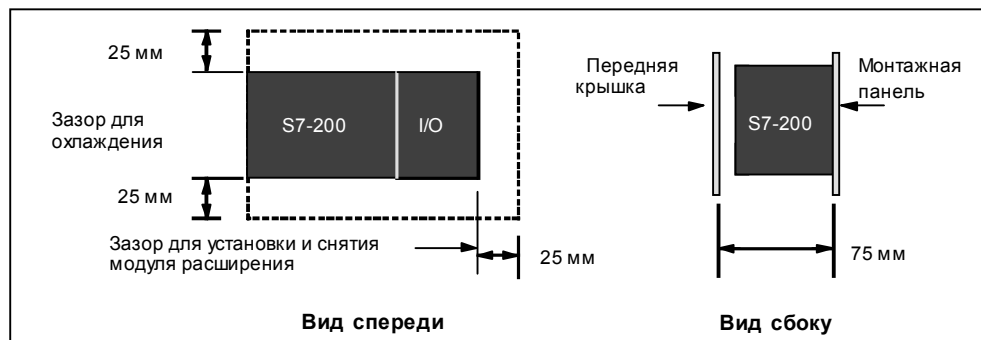 25 мм
Зазор для
охлаждения
25 мм
S7-200
I/O
Зазор для установки и снятия
модуля расширения
25 мм
Вид спереди
Передняя
крышка
Монтажная
панель
S7-200
75 мм
Вид сбоку